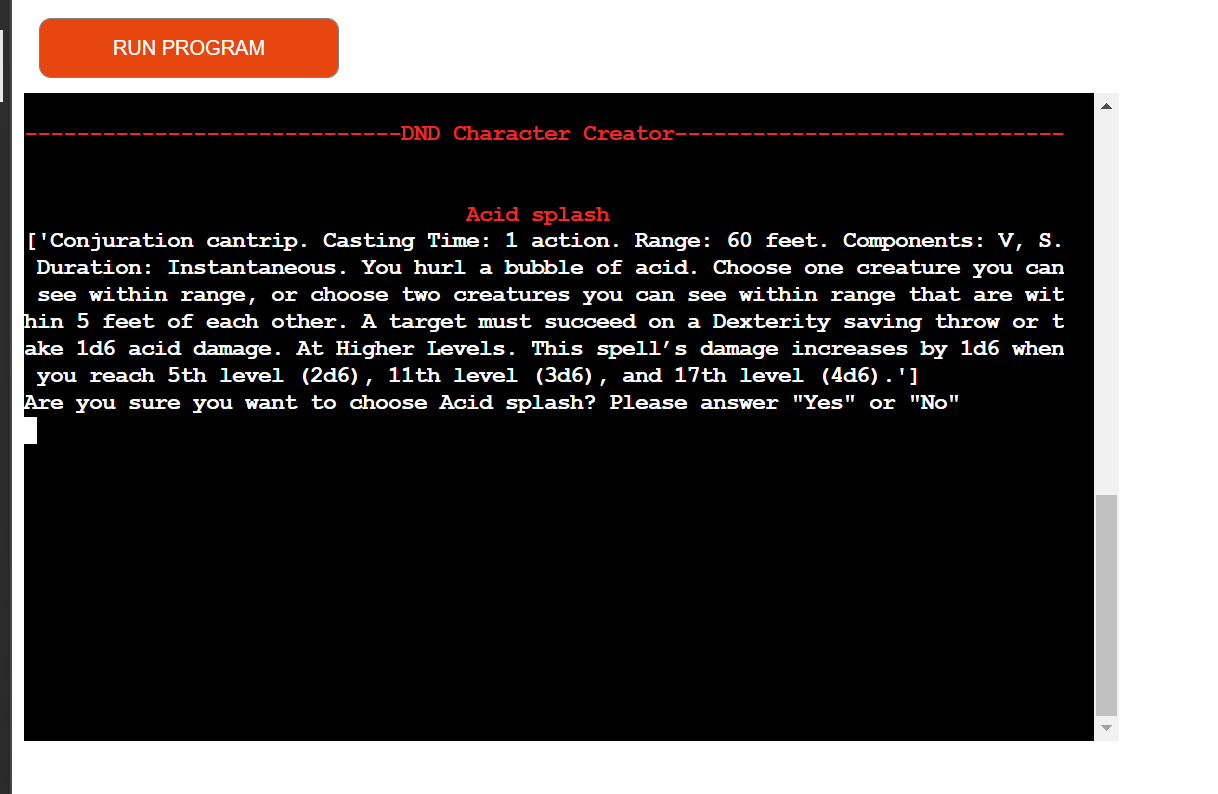 RUN PROGRAM
-----------------------------DND Character Creator------------------------------
Acid splash
['Conjuration cantrip. Casting Time: 1 action. Range: 60 feet. Components: V, S.
Duration: Instantaneous. You hurl a bubble of acid. Choose one creature you can
see within range, or choose two creatures you can see within range that are wit
hin 5 feet of each other. A target must succeed on a Dexterity saving throw or t
ake 1d6 acid damage. At Higher Levels. This spell’s damage increases by 1d6 when
you reach 5th level (2d6), 11th level (3d6), and 17th level (4d6).']
Are you sure you want to choose Acid splash? Please answer "Yes" or "No"